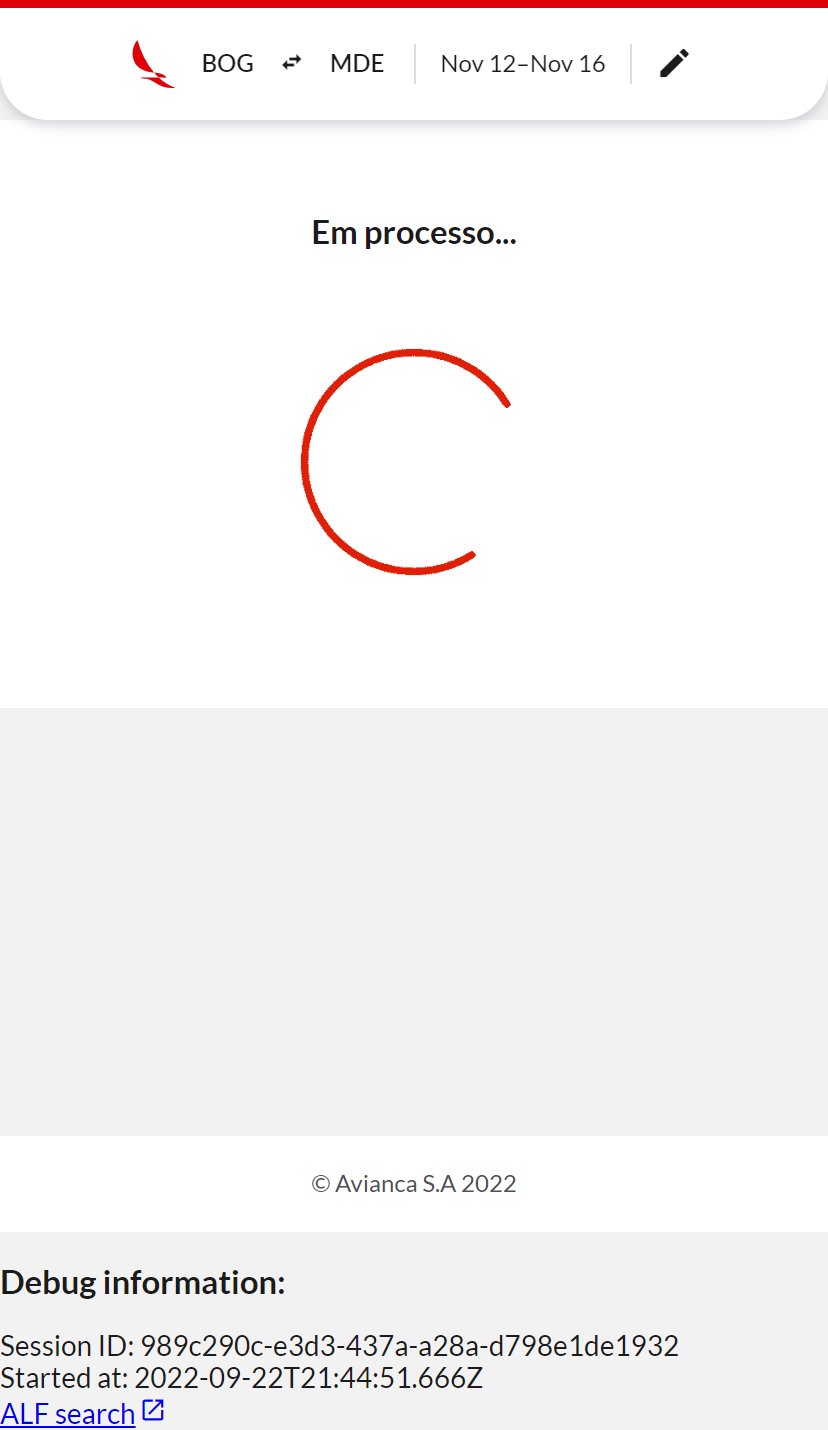 BOG MDE Nov 12–Nov 16
Em processo...
© Avianca S.A 2022
Debug information:
Session ID: 989c290c-e3d3-437a-a28a-d798e1de1932
Started at: 2022-09-22T21:44:51.666Z
ALF search